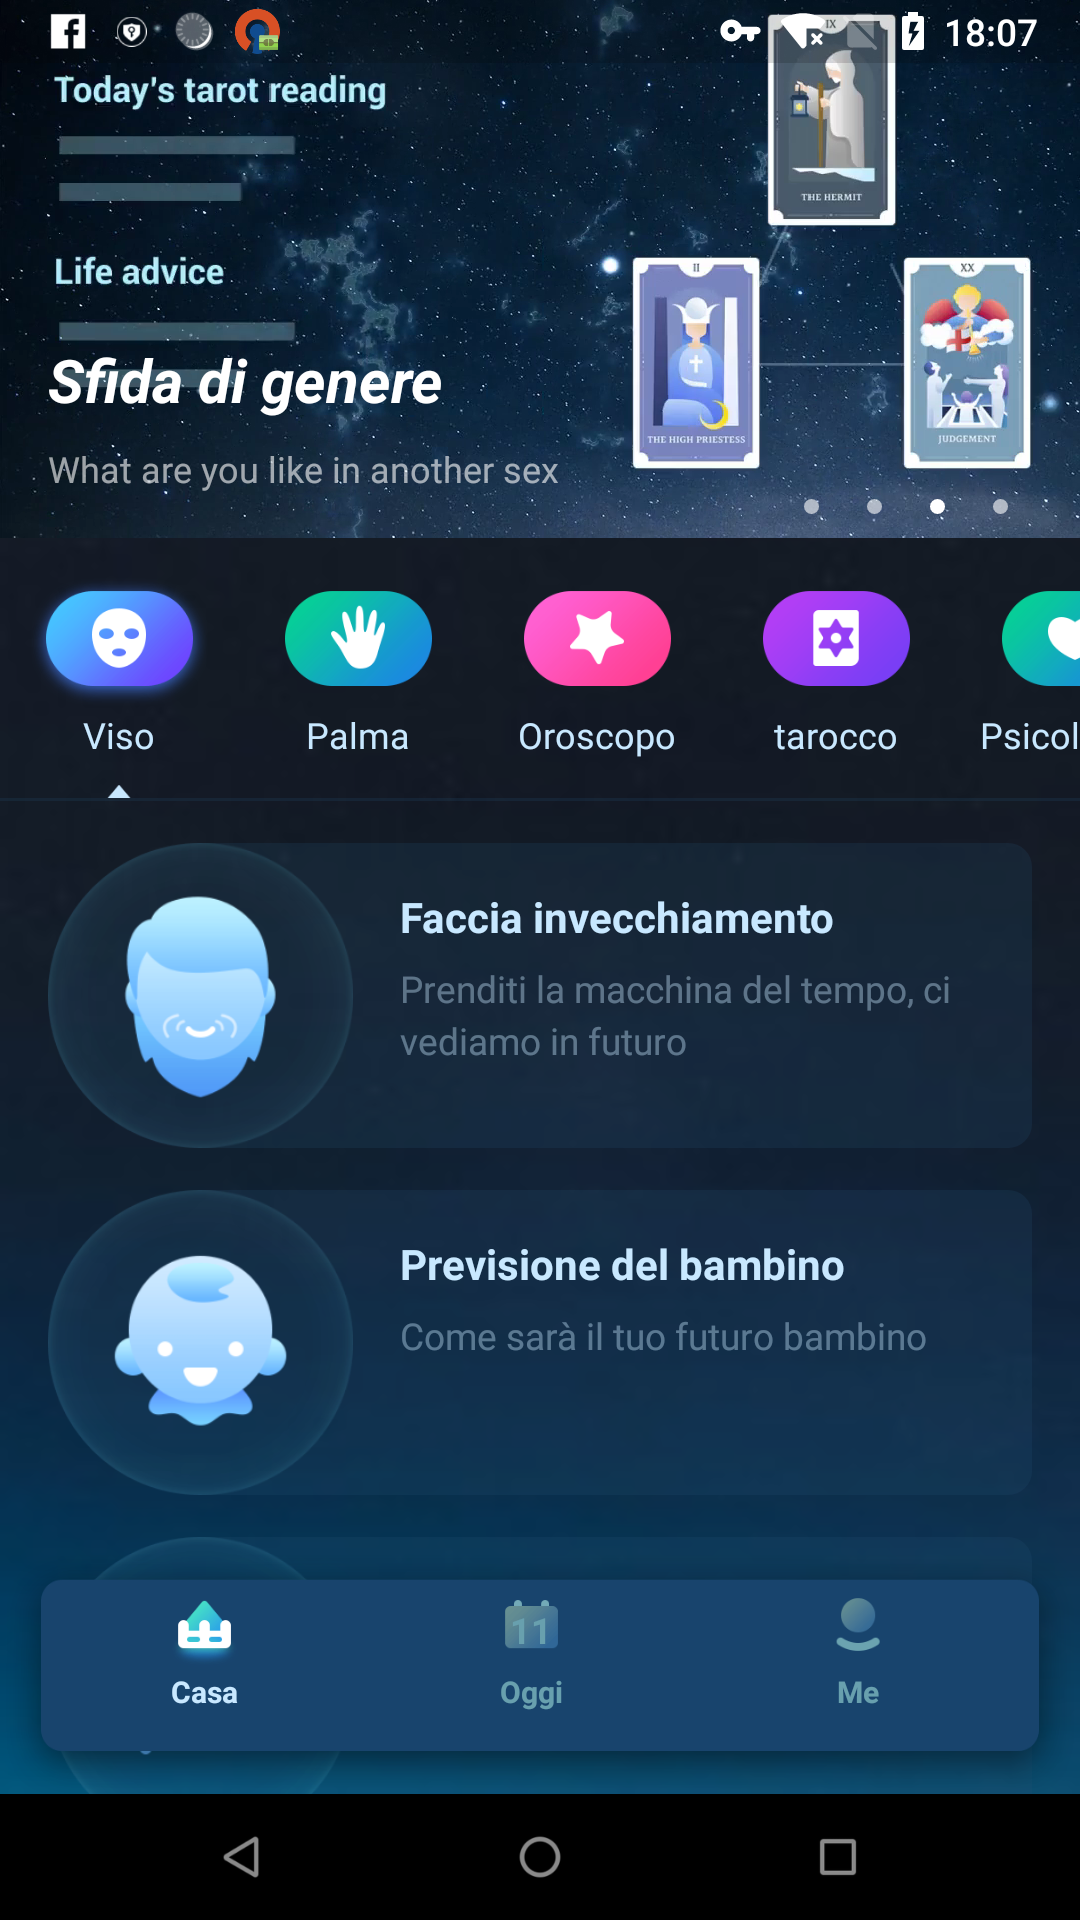 18:07
Today's tarot reading
IX
THE HERMIT
Life advice
II
THE HIGH PRIESTESS
XX
JUDGEMENT
Sfida di genere
What are you like in another sex
Viso
Palma
Oroscopo
tarocco
Psicol
Faccia invecchiamento
Prenditi la macchina del tempo, ci
vediamo in futuro
Previsione del bambino
Come sarà il tuo futuro bambino
11
Casa
Oggi
Me